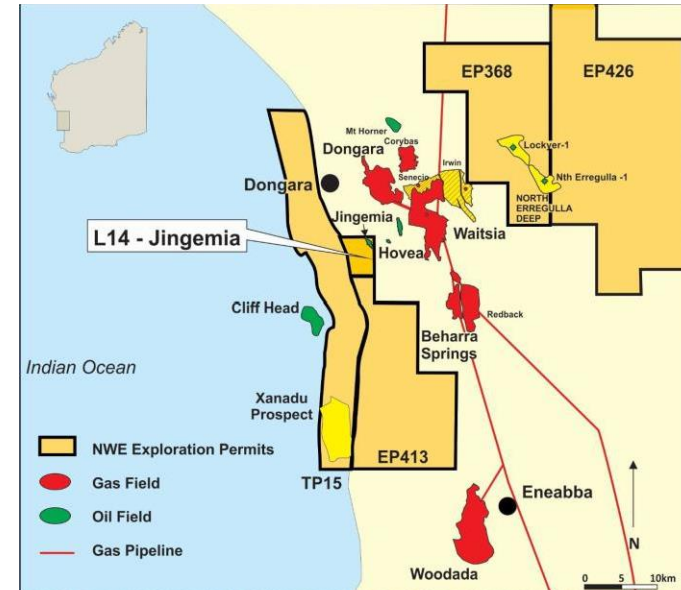 EP368
EP426
Mt Horner
Corybas
Dongara
Irwin
Senecio
Lockyer-1
Nth Erregulla -1
Dongara
NORTH
ERREGULLA
DEEP
Jingemia
Waitsia
L14 - Jingemia
Hovea
Cliff Head
Redback
Beharra
Springs
Indian Ocean
Xanadu
Prospect
NWE Exploration Permits
EP413
Gas Field
TP15
Oil Field
Eneabba
Gas Pipeline
N
Woodada
0 5 10km